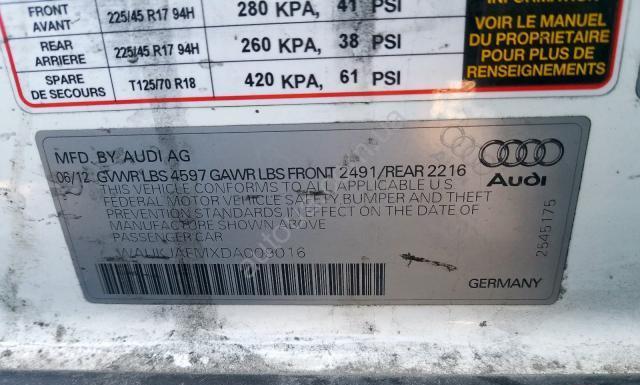 FRONT AVANT 225/45 R17 94H 280 KPA, 41 PSI
REAR ARRIERE 225/45 R17 94H 260 KPA, 38 PSI
SPARE DE SECOURS T125/70 R18 420 KPA, 61 PSI
INFORMATION
VOIR LE MANUEL
DU PROPRIETAIRE
POUR PLUS DE
RENSEIGNEMENTS
MFD. BY AUDI AG
06/12 GVWR LBS 4597 GAWR LBS FRONT 2491/REAR 2216
THIS VEHICLE CONFORMS TO ALL APPLICABLE U.S
FEDERAL MOTOR VEHICLE SAFETY BUMPER AND THEFT
PREVENTION STANDARDS IN EFFECT ON THE DATE OF
MANUFACTURE SHOWN ABOVE
PASSENGER CAR
Audi
2545175
GERMANY